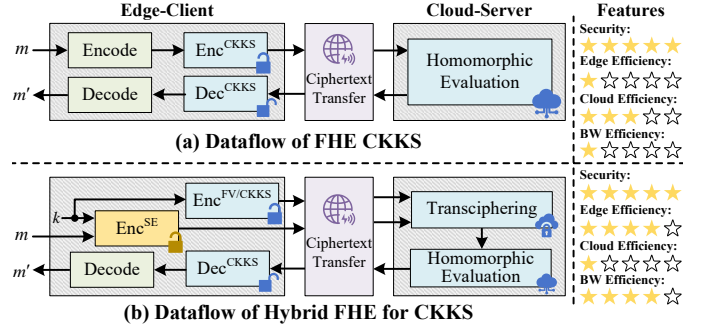 Edge-Client
Cloud-Server
Features
m
Encode
Enc^CKKS
m'
Decode
Dec^CKKS
Ciphertext
Transfer
Homomorphic
Evaluation
Security:
Edge Efficiency:
Cloud Efficiency:
BW Efficiency:
(a) Dataflow of FHE CKKS
k
Enc^FV/CKKS
m
Enc^SE
m'
Decode
Dec^CKKS
Ciphertext
Transfer
Transciphering
Homomorphic
Evaluation
Security:
Edge Efficiency:
Cloud Efficiency:
BW Efficiency:
(b) Dataflow of Hybrid FHE for CKKS